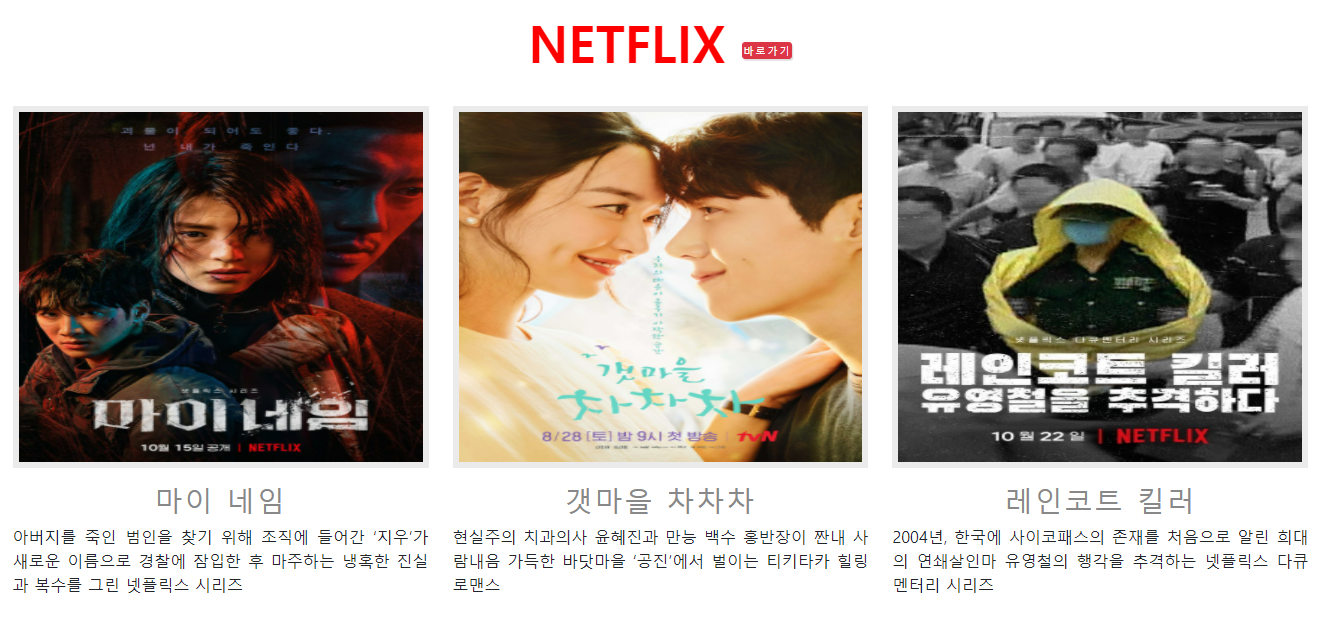 NETFLIX 바로가기
괴물이 되어도 좋다.
넌 내가 죽인다
넷플릭스 시리즈
마이 네임
10월 15일 공개 | NETFLIX
갯마을
차차차
8/28 [토] 밤 9시 첫 방송 | tvN
넷플릭스 다큐멘터리 시리즈
레인코트 킬러
유영철을 추격하다
10월 22일 | NETFLIX
마이 네임
아버지를 죽인 범인을 찾기 위해 조직에 들어간 ‘지우’가
새로운 이름으로 경찰에 잠입한 후 마주하는 냉혹한 진실
과 복수를 그린 넷플릭스 시리즈
갯마을 차차차
현실주의 치과의사 윤혜진과 만능 백수 홍반장이 짠내 사
람내음 가득한 바닷마을 ‘공진’에서 벌이는 티키타카 힐링
로맨스
레인코트 킬러
2004년, 한국에 사이코패스의 존재를 처음으로 알린 희대
의 연쇄살인마 유영철의 행각을 추격하는 넷플릭스 다큐
멘터리 시리즈